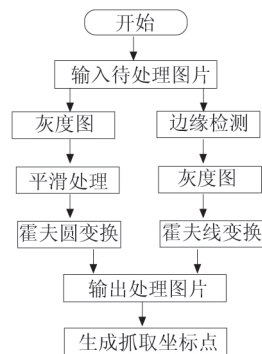 开始
输入待处理图片
灰度图
边缘检测
平滑处理
灰度图
霍夫圆变换
霍夫线变换
输出处理图片
生成抓取坐标点